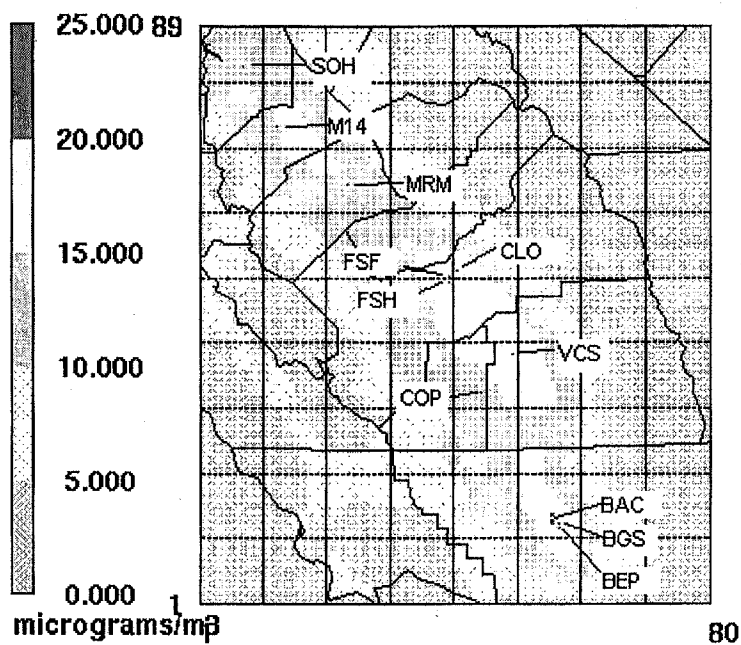 25.000 89
20.000
15.000
10.000
5.000
0.000 1
micrograms/m3
80
SOH
M14
MRM
FSF
CLO
FSH
VCS
COP
BAC
BGS
BEP